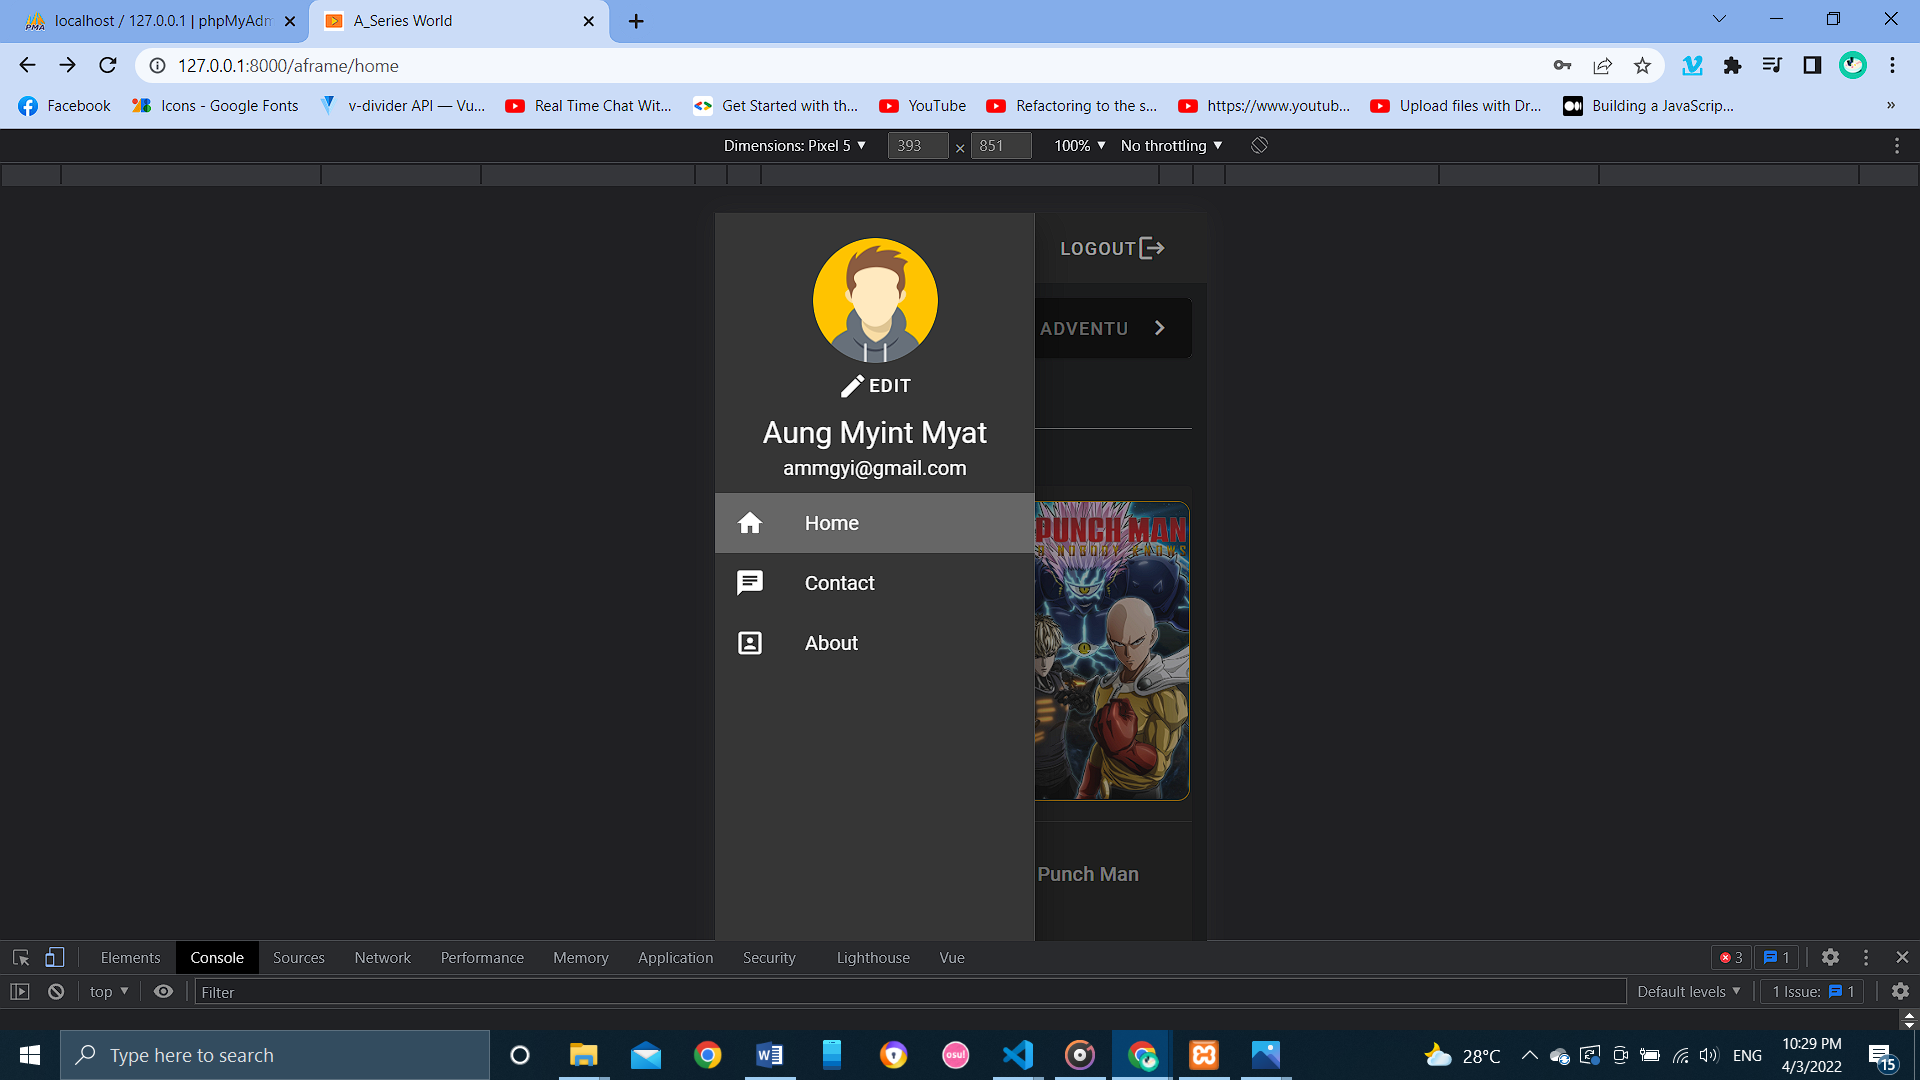 localhost / 127.0.0.1 | phpMyAdm
A_Series World
127.0.0.1:8000/aframe/home
Facebook
Icons - Google Fonts
v-divider API — Vu...
Real Time Chat Wit...
Get Started with th...
YouTube
Refactoring to the s...
https://www.youtub...
Upload files with Dr...
Building a JavaScrip...
»
Dimensions: Pixel 5 ▼ 393 × 851 100% ▼ No throttling ▼
LOGOUT
ADVENTU
EDIT
Aung Myint Myat
ammgyi@gmail.com
Home
Contact
About
PUNCH MAN
A NOBODY KNOWS
Punch Man
Elements Console Sources Network Performance Memory Application Security Lighthouse Vue 3 1
top ▼ Filter Default levels ▼ 1 Issue: 1
Type here to search
osu!
28°C
ENG
10:29 PM
4/3/2022
15